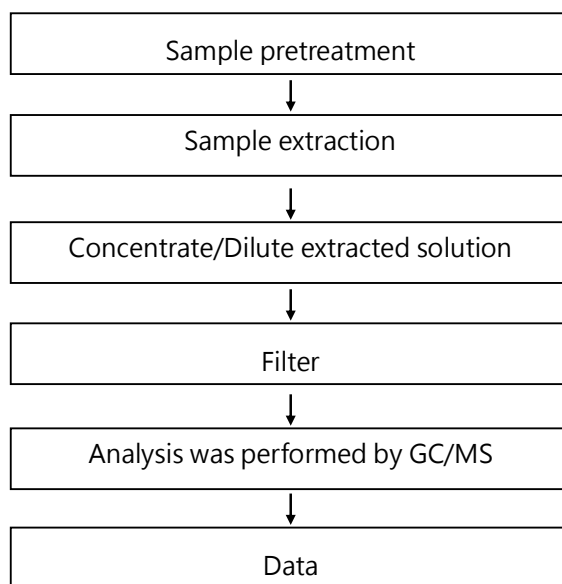 Sample pretreatment
Sample extraction
Concentrate/Dilute extracted solution
Filter
Analysis was performed by GC/MS
Data